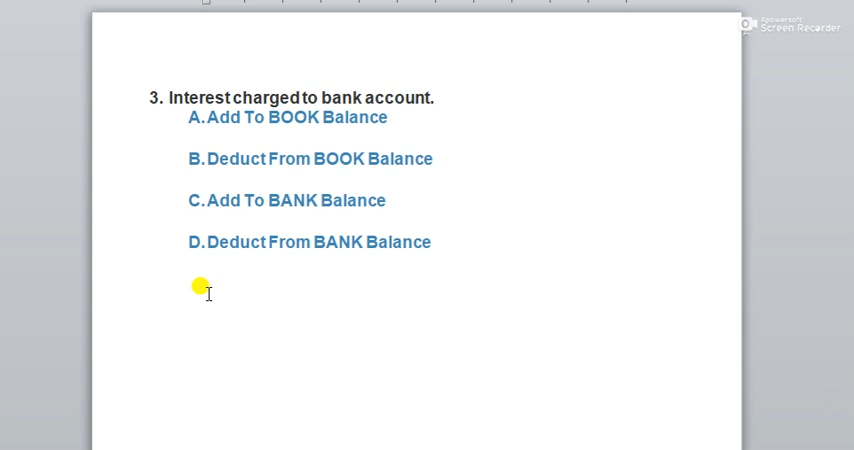 Apowersoft
Screen Recorder
3. Interest charged to bank account.
A. Add To BOOK Balance
B. Deduct From BOOK Balance
C. Add To BANK Balance
D. Deduct From BANK Balance